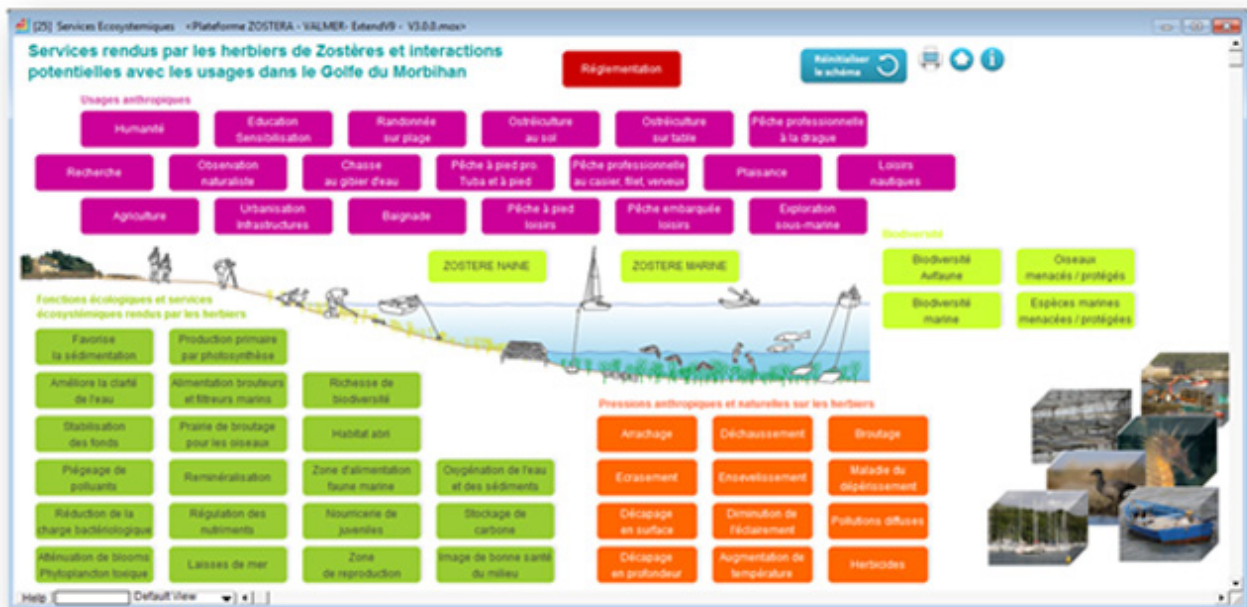 [25] Services Ecosystemiques <Plateforme ZOSTERA - VALMER- ExtendV9 - V3.0.0.mox>
Services rendus par les herbiers de Zostères et interactions
potentielles avec les usages dans le Golfe du Morbihan
Réglementation
Réinitialiser
le schéma
Usages anthropiques
Humanité
Education
Sensibilisation
Randonnée
sur plage
Ostréiculture
au sol
Ostréiculture
sur table
Pêche professionnelle
à la drague
Recherche
Observation
naturaliste
Chasse
au gibier d'eau
Pêche à pied pro.
Tuba et à pied
Pêche professionnelle
au casier, filet, verveux
Plaisance
Loisirs
nautiques
Agriculture
Urbanisation
Infrastructures
Baignade
Pêche à pied
loisirs
Pêche embarquée
loisirs
Exploration
sous-marine
Biodiversité
ZOSTERE NAINE
ZOSTERE MARINE
Biodiversité
Avifaune
Oiseaux
menacés / protégés
Biodiversité
marine
Espèces marines
menacées / protégées
Fonctions écologiques et services
écosystémiques rendus par les herbiers
Favorise
la sédimentation
Production primaire
par photosynthèse
Améliore la clarté
de l'eau
Alimentation brouteurs
et filtreurs marins
Richesse de
biodiversité
Stabilisation
des fonds
Prairie de broutage
pour les oiseaux
Habitat abri
Piégeage de
polluants
Reminéralisation
Zone d'alimentation
faune marine
Oxygénation de l'eau
et des sédiments
Réduction de la
charge bactériologique
Régulation des
nutriments
Nourricerie de
juveniles
Stockage de
carbone
Atténuation de blooms
Phytoplancton toxique
Laisses de mer
Zone
de reproduction
Image de bonne santé
du milieu
Pressions anthropiques et naturelles sur les herbiers
Arrachage
Déchaussement
Broutage
Ecrasement
Ensevelissement
Maladie du
dépérissement
Décapage
en surface
Diminution de
l'éclairement
Pollutions diffuses
Décapage
en profondeur
Augmentation de
température
Herbicides
Help
Default View